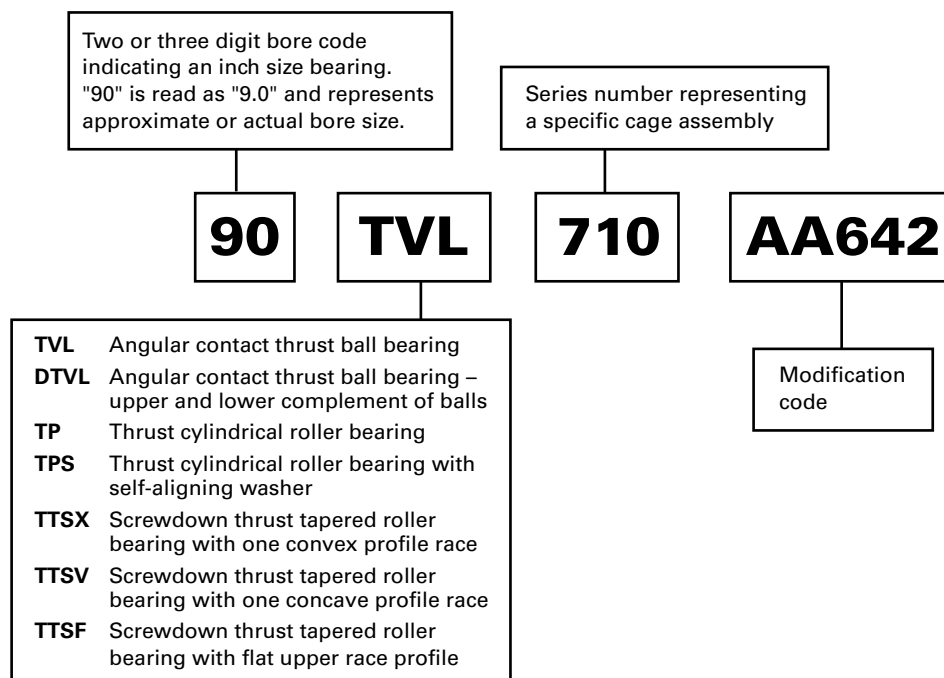 Two or three digit bore code
indicating an inch size bearing.
"90" is read as "9.0" and represents
approximate or actual bore size.
Series number representing
a specific cage assembly
90 TVL 710 AA642
TVL Angular contact thrust ball bearing
DTVL Angular contact thrust ball bearing –
upper and lower complement of balls
TP Thrust cylindrical roller bearing
TPS Thrust cylindrical roller bearing with
self-aligning washer
TTSX Screwdown thrust tapered roller
bearing with one convex profile race
TTSV Screwdown thrust tapered roller
bearing with one concave profile race
TTSF Screwdown thrust tapered roller
bearing with flat upper race profile
Modification
code